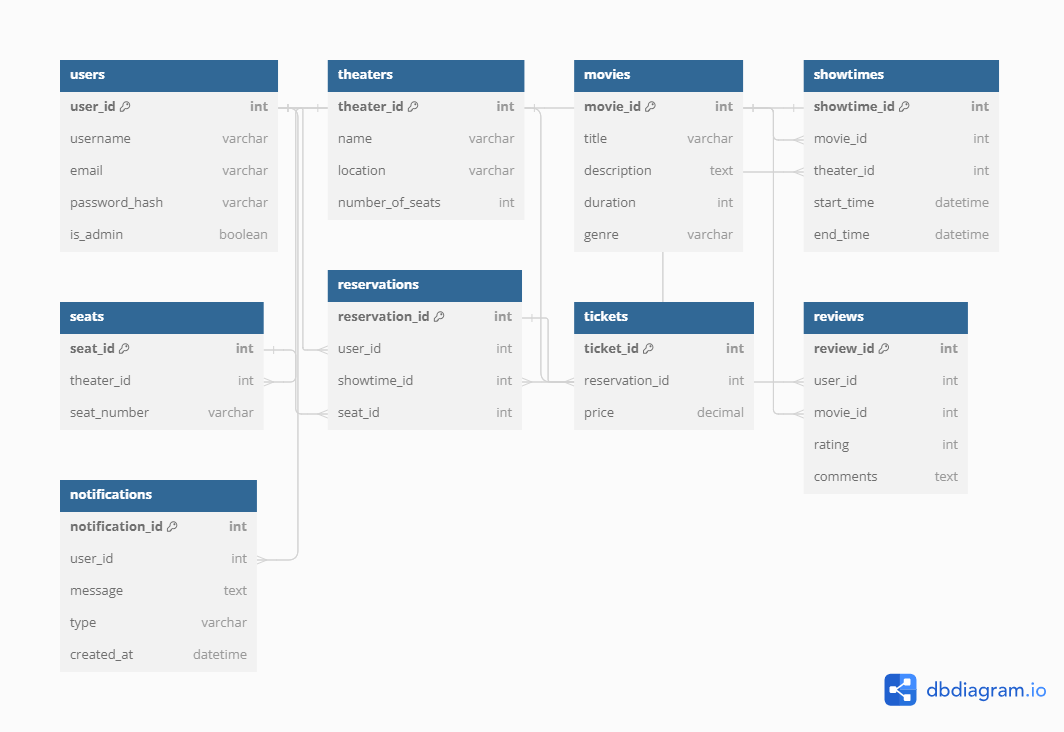 users
user_id int
username varchar
email varchar
password_hash varchar
is_admin boolean
theaters
theater_id int
name varchar
location varchar
number_of_seats int
movies
movie_id int
title varchar
description text
duration int
genre varchar
showtimes
showtime_id int
movie_id int
theater_id int
start_time datetime
end_time datetime
seats
seat_id int
theater_id int
seat_number varchar
reservations
reservation_id int
user_id int
showtime_id int
seat_id int
tickets
ticket_id int
reservation_id int
price decimal
reviews
review_id int
user_id int
movie_id int
rating int
comments text
notifications
notification_id int
user_id int
message text
type varchar
created_at datetime
dbdiagram.io